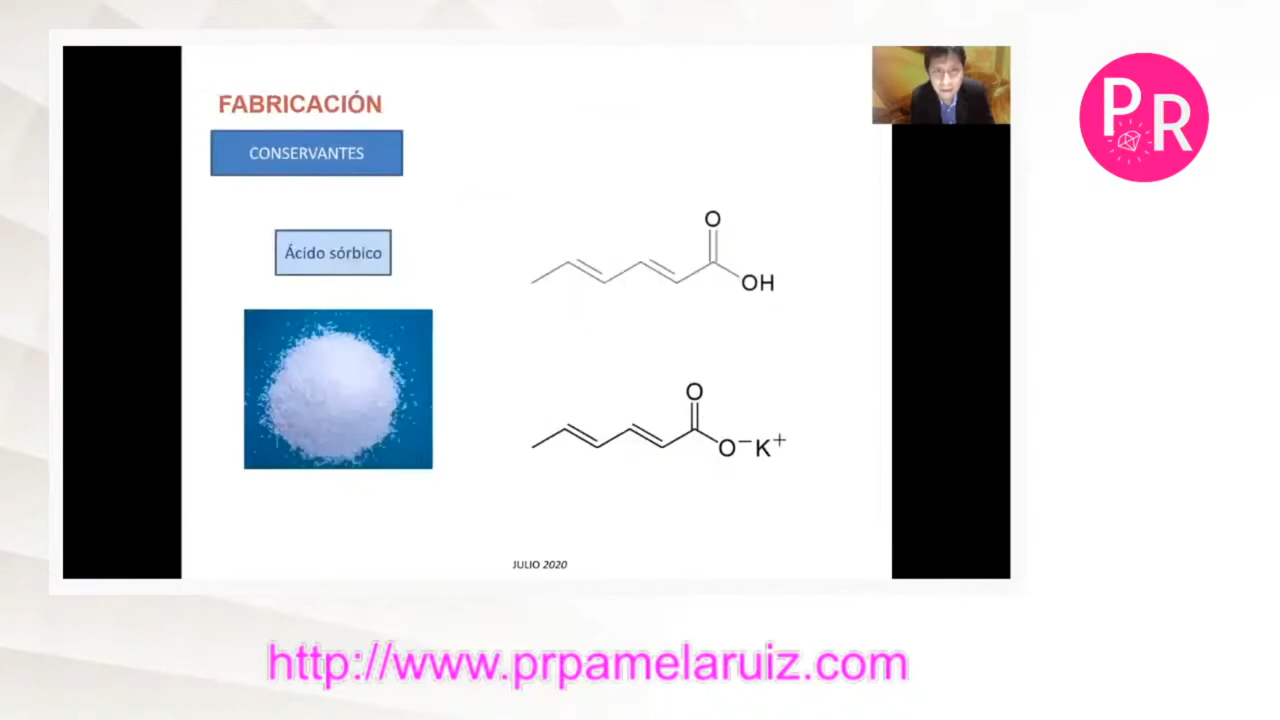 FABRICACIÓN
CONSERVANTES
Ácido sórbico
O
OH
O
O⁻K⁺
JULIO 2020
PR
http://www.prpamelaruiz.com